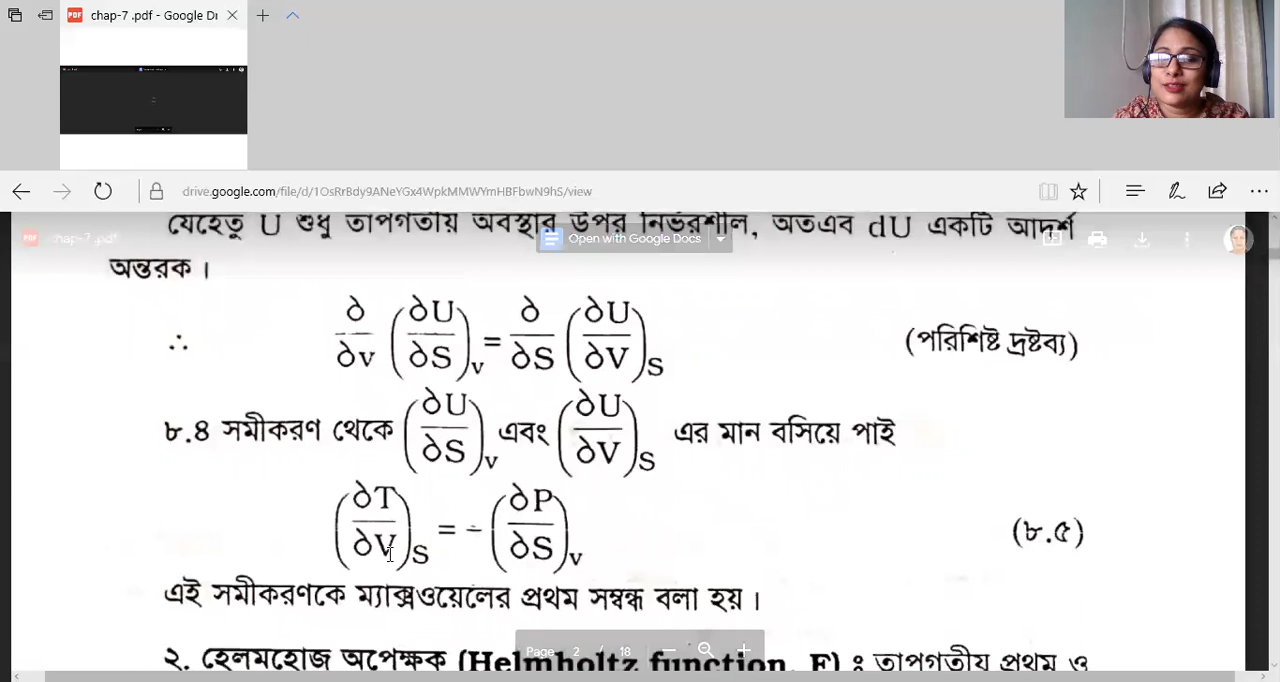 chap-7 .pdf - Google Dr
drive.google.com/file/d/1OsRrBdy9ANeYGx4WpkMMWYmHBFbwN9hS/view
যেহেতু U শুধু তাপগতীয় অবস্থার উপর নির্ভরশীল, অতএব dU একটি আদর্শ
chap-7 .pdf
Open with Google Docs
অন্তরক ।
∴ ∂/∂v (∂U/∂S)v = ∂/∂S (∂U/∂V)S (পরিশিষ্ট দ্রষ্টব্য)
৮.৪ সমীকরণ থেকে (∂U/∂S)v এবং (∂U/∂V)S এর মান বসিয়ে পাই
(∂T/∂V)S = - (∂P/∂S)v (৮.৫)
এই সমীকরণকে ম্যাক্সওয়েলের প্রথম সম্বন্ধ বলা হয় ।
Page 2 / 18
২. হেলমহোজ অপেক্ষক (Helmholtz function, F) : তাপগতীয় প্রথম ও